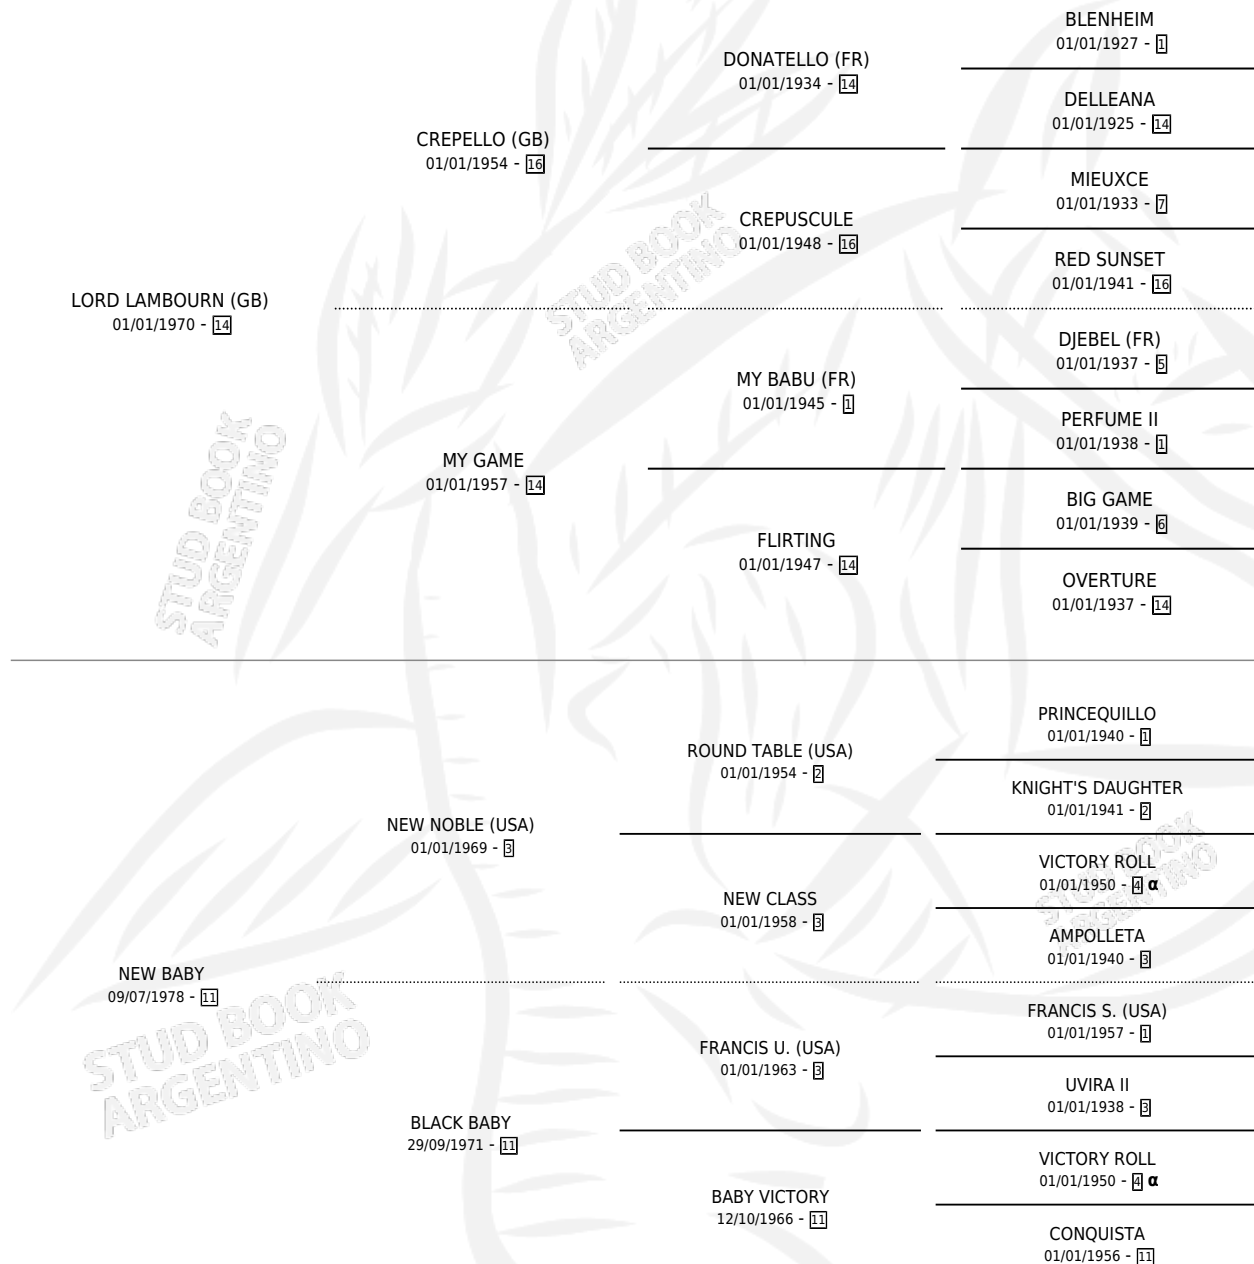 BLENHEIM
01/01/1927 - 1
DONATELLO (FR)
01/01/1934 - 14
DELLEANA
01/01/1925 - 14
CREPELLO (GB)
01/01/1954 - 16
MIEUXCE
01/01/1933 - 7
CREPUSCULE
01/01/1948 - 16
RED SUNSET
01/01/1941 - 16
LORD LAMBOURN (GB)
01/01/1970 - 14
STUD BOOK
ARGENTINO
DJEBEL (FR)
01/01/1937 - 5
MY BABU (FR)
01/01/1945 - 1
PERFUME II
01/01/1938 - 1
MY GAME
01/01/1957 - 14
BIG GAME
01/01/1939 - 6
FLIRTING
01/01/1947 - 14
OVERTURE
01/01/1937 - 14
STUD BOOK
ARGENTINO
PRINCEQUILLO
01/01/1940 - 1
ROUND TABLE (USA)
01/01/1954 - 2
KNIGHT'S DAUGHTER
01/01/1941 - 2
NEW NOBLE (USA)
01/01/1969 - 3
VICTORY ROLL
01/01/1950 - 4 α
NEW CLASS
01/01/1958 - 3
AMPOLLETA
01/01/1940 - 3
STUD BOOK
ARGENTINO
NEW BABY
09/07/1978 - 11
FRANCIS S. (USA)
01/01/1957 - 1
FRANCIS U. (USA)
01/01/1963 - 3
UVIRA II
01/01/1938 - 3
STUD BOOK
ARGENTINO
BLACK BABY
29/09/1971 - 11
VICTORY ROLL
01/01/1950 - 4 α
BABY VICTORY
12/10/1966 - 11
CONQUISTA
01/01/1956 - 11